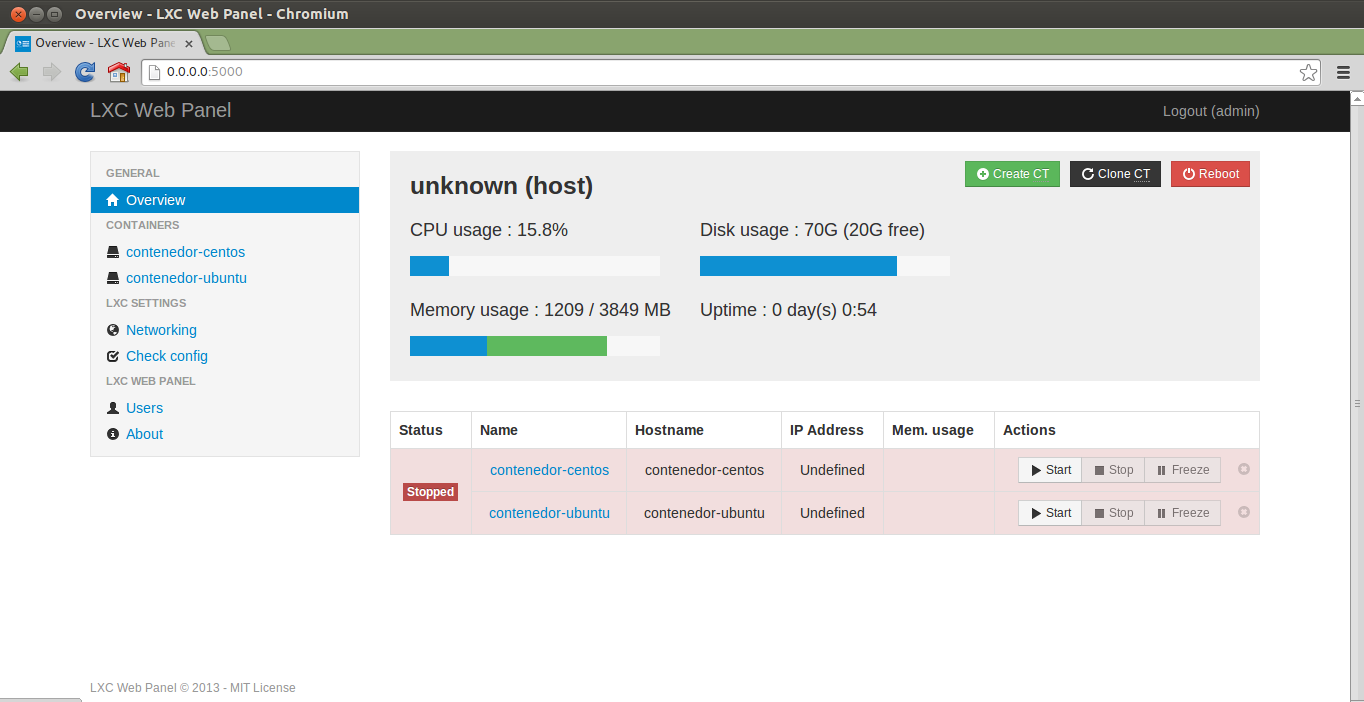 Overview - LXC Web Panel - Chromium
Overview - LXC Web Pane
0.0.0.0:5000
LXC Web Panel
Logout (admin)
GENERAL
Overview
CONTAINERS
contenedor-centos
contenedor-ubuntu
LXC SETTINGS
Networking
Check config
LXC WEB PANEL
Users
About
unknown (host)
Create CT
Clone CT
Reboot
CPU usage : 15.8%
Disk usage : 70G (20G free)
Memory usage : 1209 / 3849 MB
Uptime : 0 day(s) 0:54
Status Name Hostname IP Address Mem. usage Actions
Stopped
contenedor-centos contenedor-centos Undefined Start Stop Freeze
contenedor-ubuntu contenedor-ubuntu Undefined Start Stop Freeze
LXC Web Panel © 2013 - MIT License